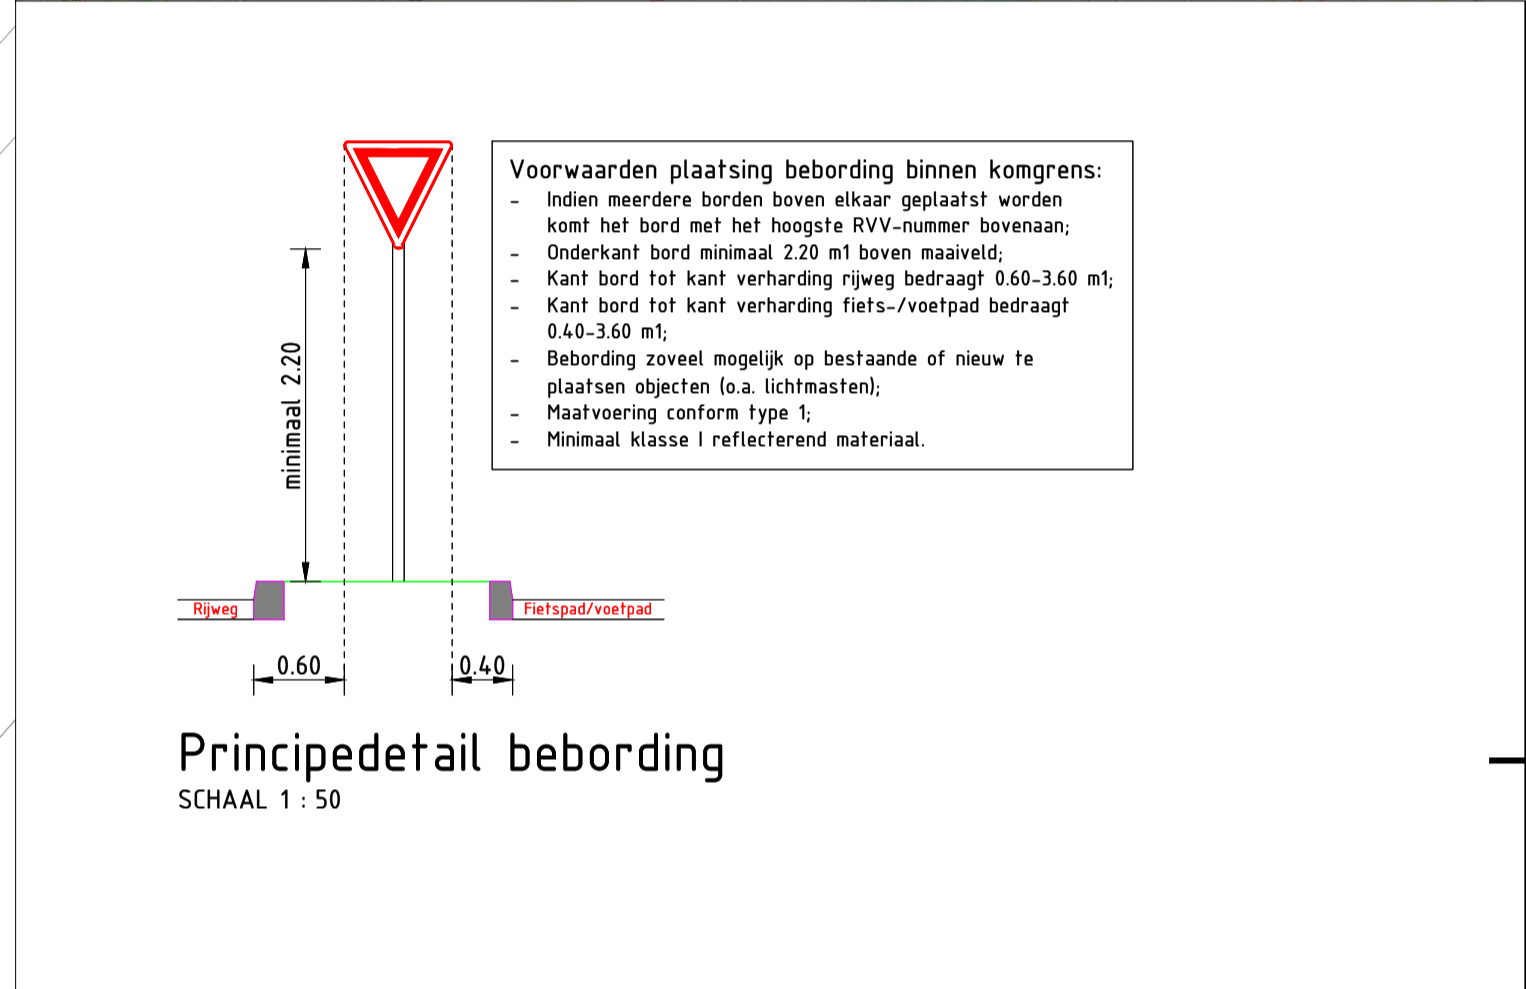 Voorwaarden plaatsing bebording binnen komgrens:
- Indien meerdere borden boven elkaar geplaatst worden
komt het bord met het hoogste RVV-nummer bovenaan;
- Onderkant bord minimaal 2.20 m1 boven maaiveld;
- Kant bord tot kant verharding rijweg bedraagt 0.60-3.60 m1;
- Kant bord tot kant verharding fiets-/voetpad bedraagt
0.40-3.60 m1;
- Bebording zoveel mogelijk op bestaande of nieuw te
plaatsen objecten (o.a. lichtmasten);
- Maatvoering conform type 1;
- Minimaal klasse I reflecterend materiaal.
minimaal 2.20
Rijweg
Fietspad/voetpad
0.60
0.40
Principedetail bebording
SCHAAL 1 : 50